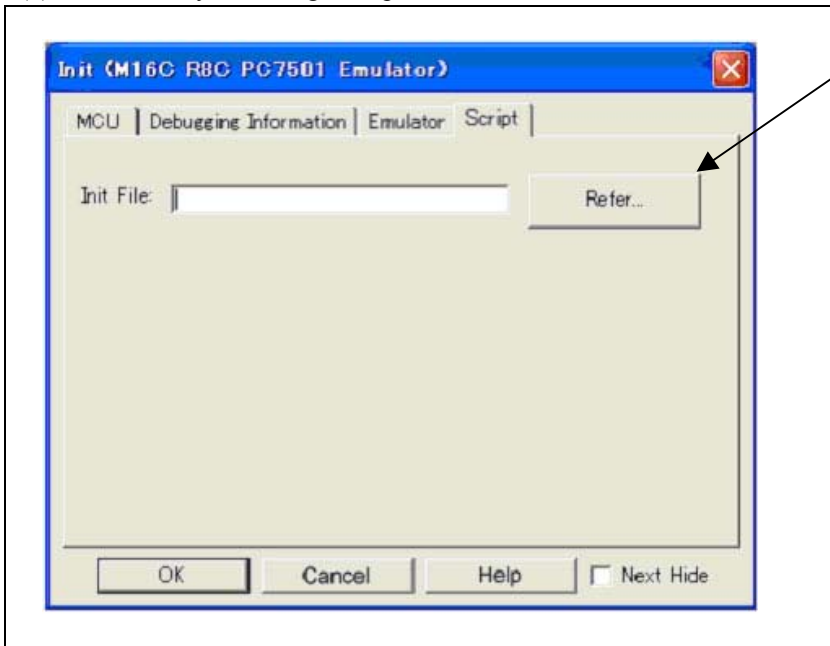 Init (M16C R8C PC7501 Emulator)
MCU Debugging Information Emulator Script
Init File: Refer...
OK Cancel Help Next Hide